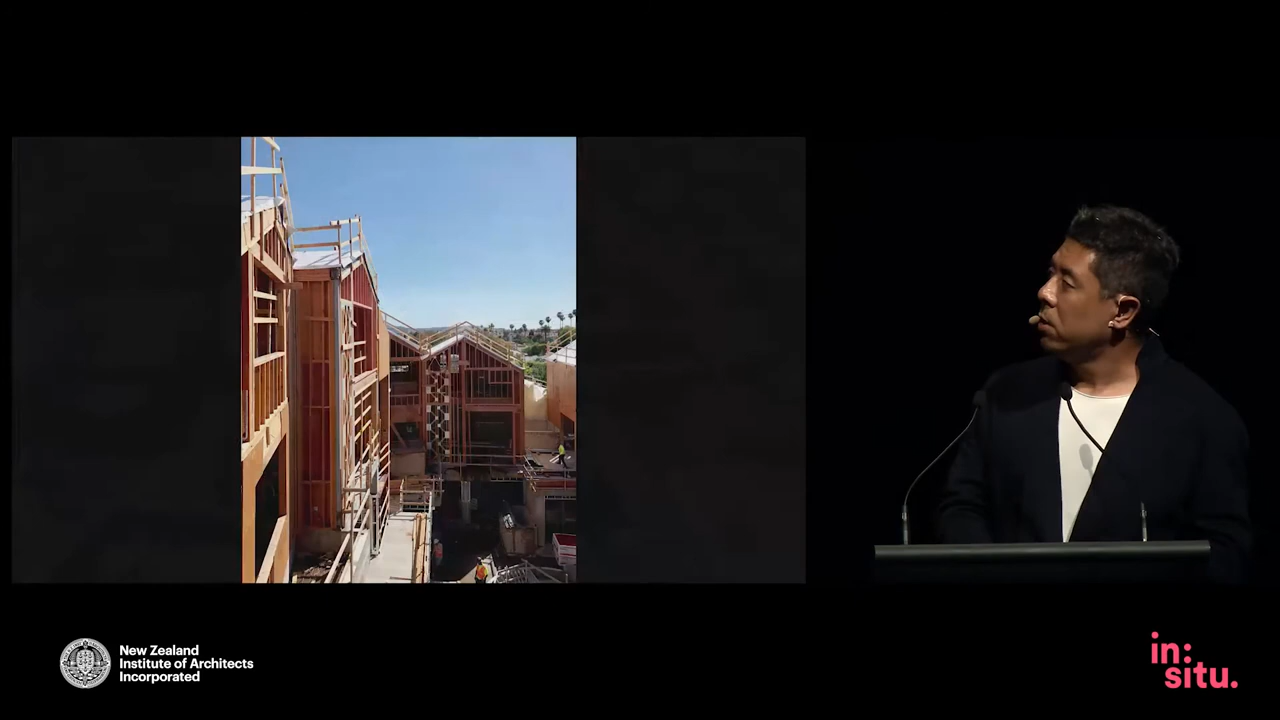 New Zealand
Institute of Architects
Incorporated
in:
situ.